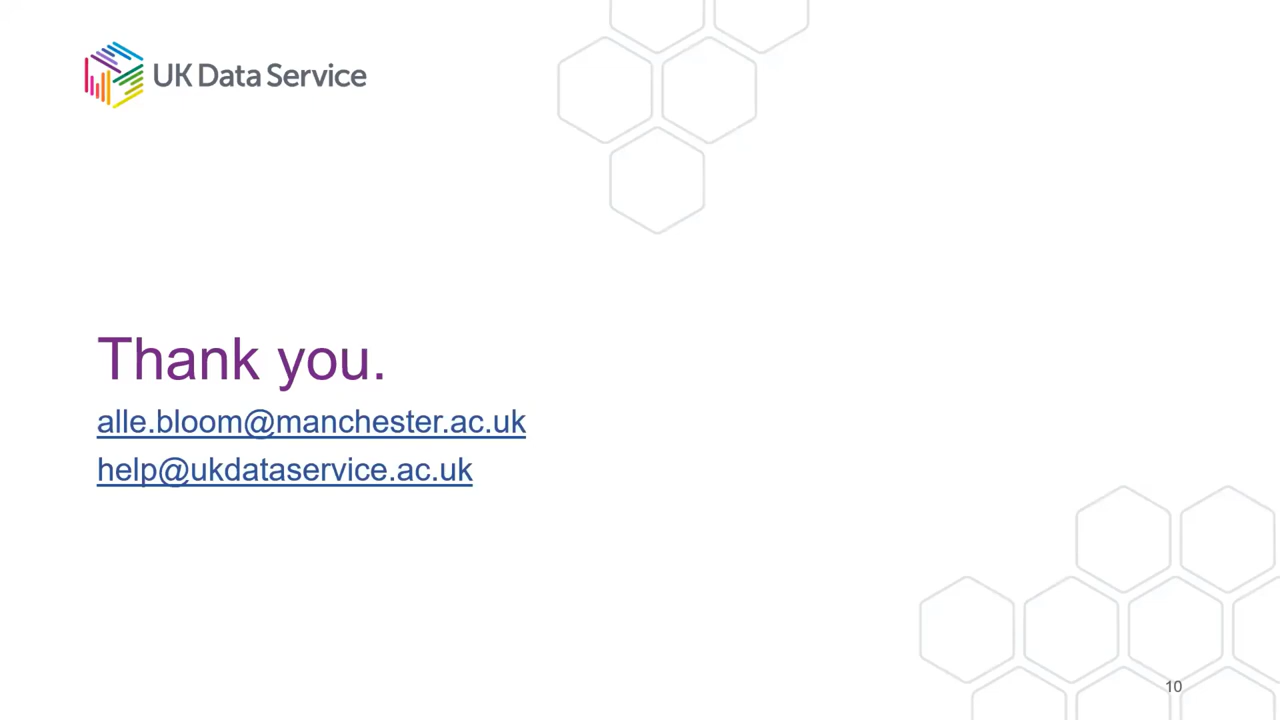 UK Data Service
Thank you.
alle.bloom@manchester.ac.uk
help@ukdataservice.ac.uk
10